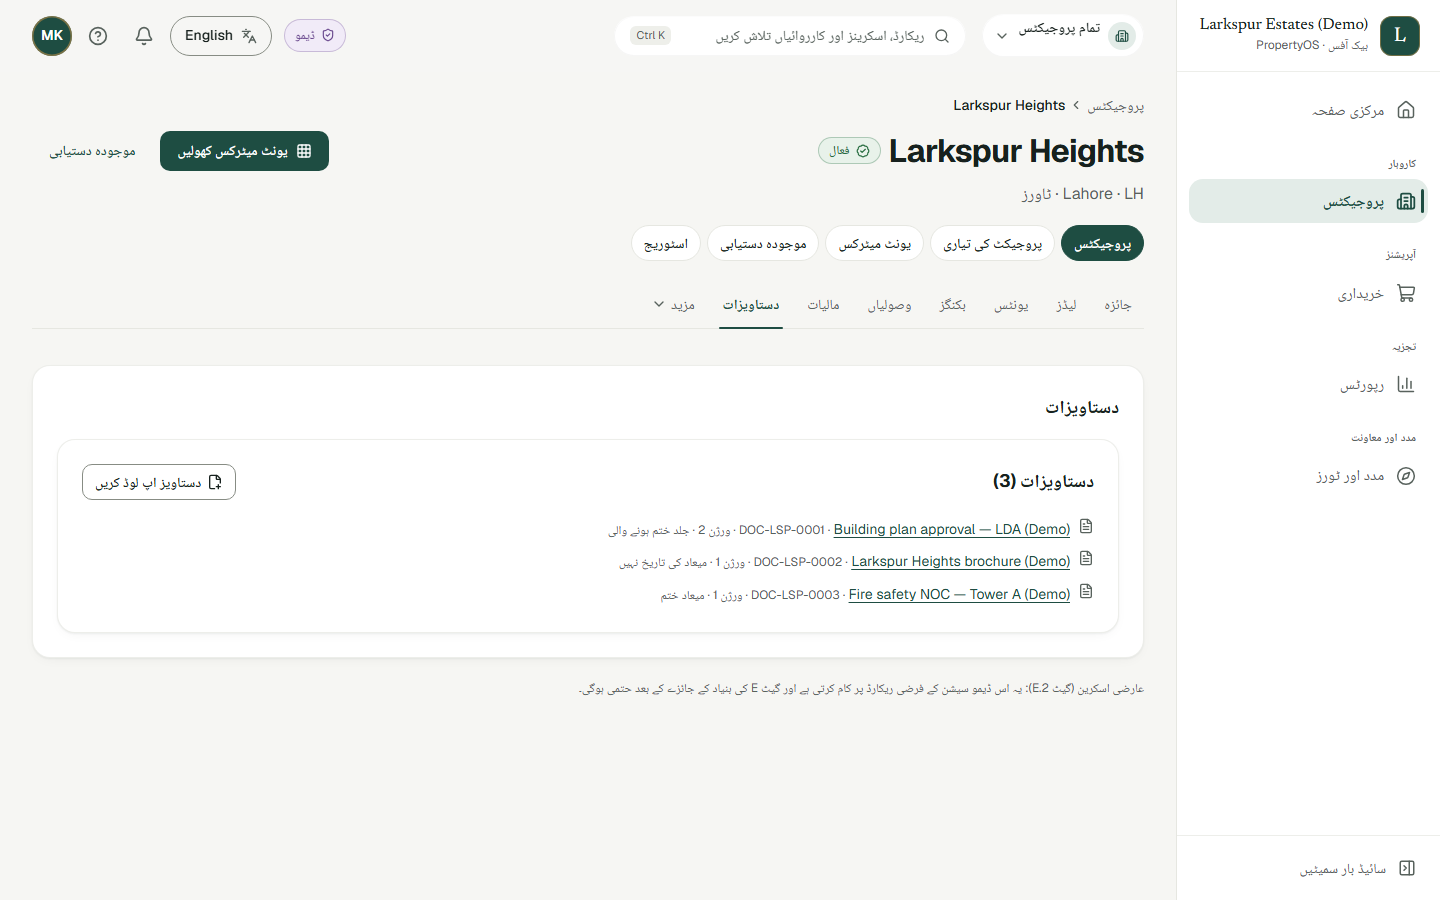 Larkspur Estates (Demo)
بیک آفس · PropertyOS
L
مرکزی صفحہ
کاروبار
پروجیکٹس
آپریشنز
خریداری
تجزیہ
رپورٹس
مدد اور معاونت
مدد اور ٹورز
سائیڈ بار سمیٹیں
تمام پروجیکٹس
ریکارڈ، اسکرینز اور کارروائیاں تلاش کریں
Ctrl K
ڈیمو
English
MK
پروجیکٹس
Larkspur Heights
Larkspur Heights
فعال
یونٹ میٹرکس کھولیں
موجودہ دستیابی
LH · Lahore · ٹاورز
پروجیکٹس
پروجیکٹ کی تیاری
یونٹ میٹرکس
موجودہ دستیابی
اسٹوریج
جائزہ
لیڈز
یونٹس
بکنگز
وصولیاں
مالیات
دستاویزات
مزید
دستاویزات
دستاویزات (3)
دستاویز اپ لوڈ کریں
Building plan approval — LDA (Demo) · DOC-LSP-0001 · ورژن 2 · جلد ختم ہونے والی
Larkspur Heights brochure (Demo) · DOC-LSP-0002 · ورژن 1 · میعاد کی تاریخ نہیں
Fire safety NOC — Tower A (Demo) · DOC-LSP-0003 · ورژن 1 · میعاد ختم
عارضی اسکرین (گیٹ E.2): یہ اس ڈیمو سیشن کے فرضی ریکارڈ پر کام کرتی ہے اور گیٹ E کی بنیاد کے جائزے کے بعد حتمی ہوگی۔